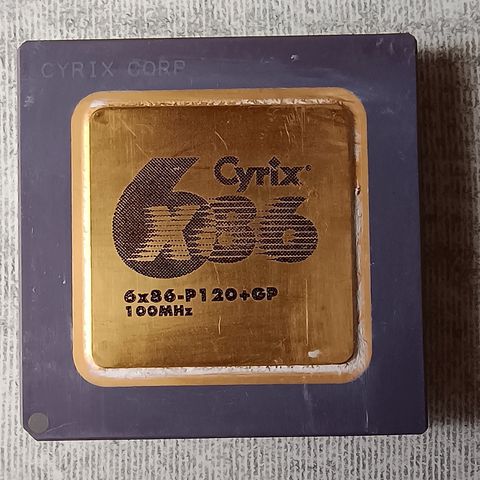 CYRIX CORP
Cyrix®
6x86
6x86-P120+GP
100MHz